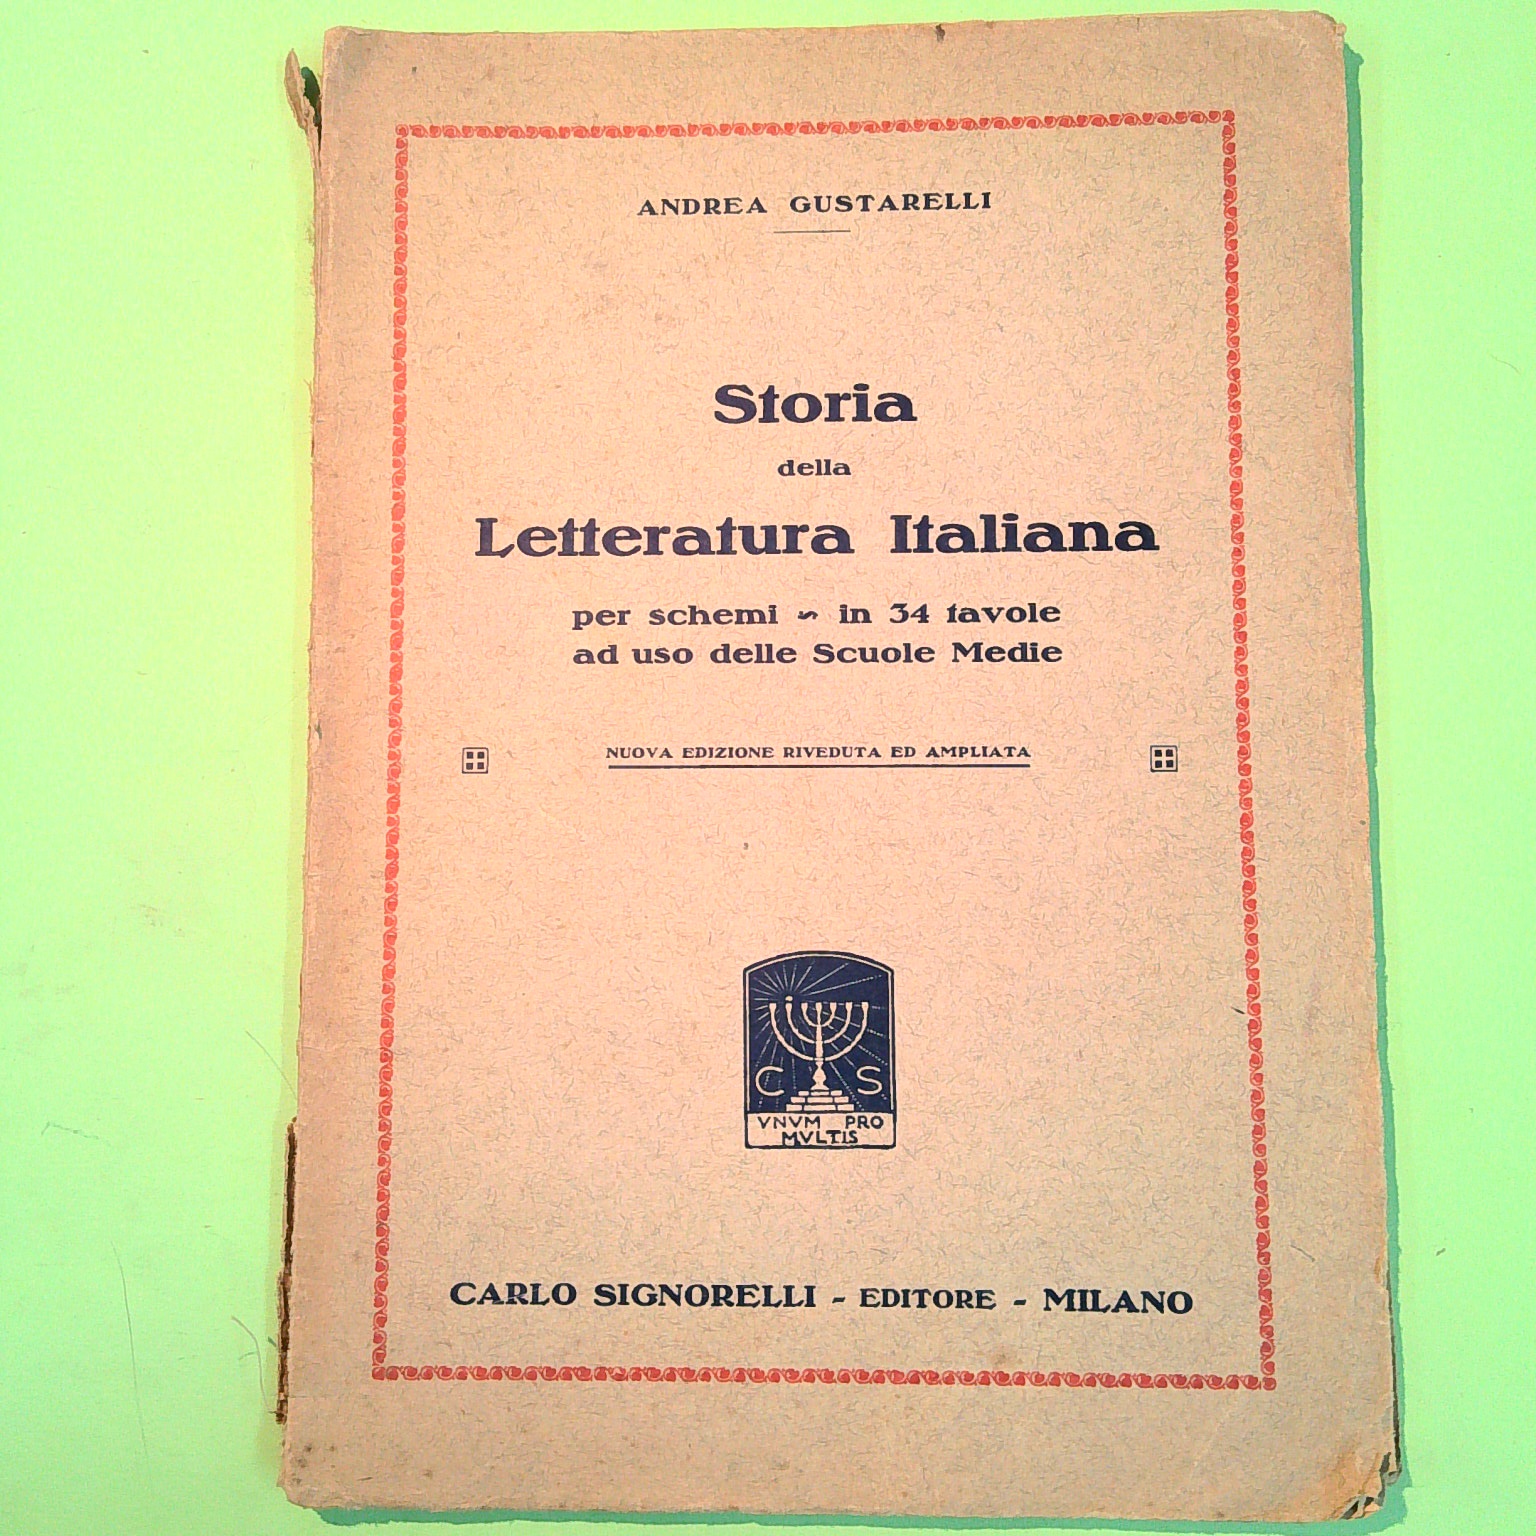 ANDREA GUSTARELLI
Storia
della
Letteratura Italiana
per schemi ~ in 34 tavole
ad uso delle Scuole Medie
NUOVA EDIZIONE RIVEDUTA ED AMPLIATA
C S
VNVM PRO
MVLTIS
CARLO SIGNORELLI - EDITORE - MILANO